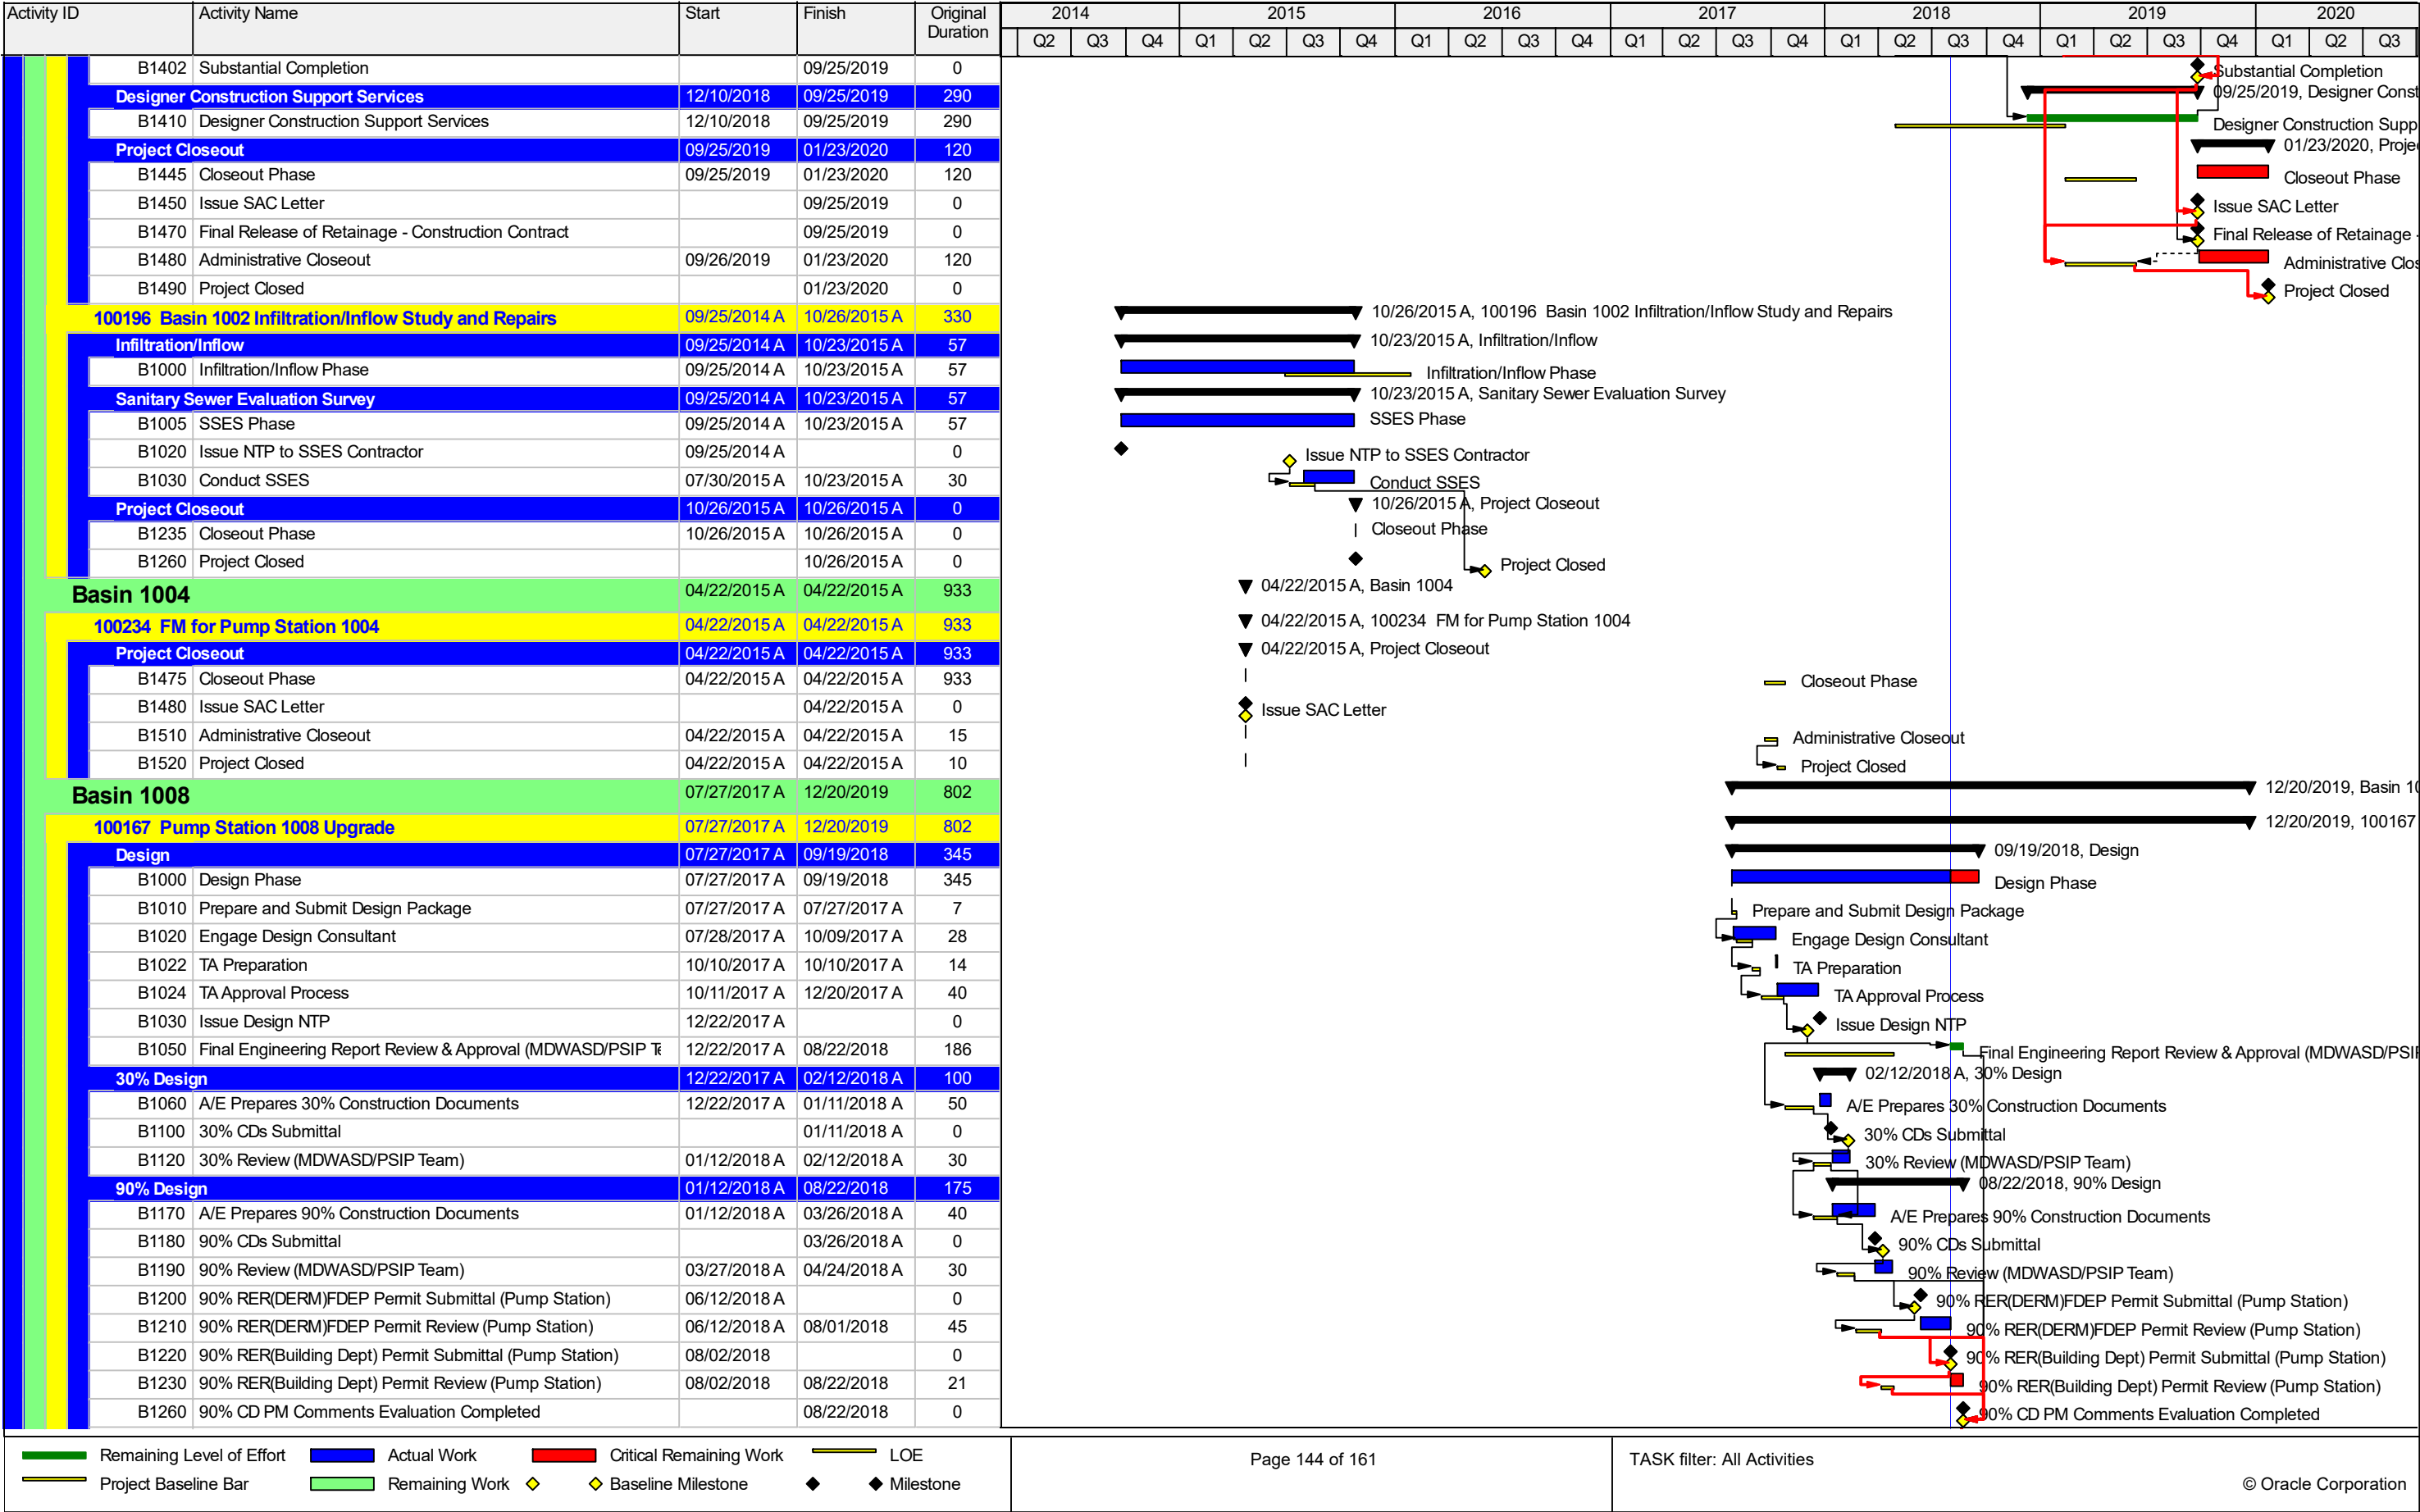 Activity ID Activity Name Start Finish Original Duration 2014 2015 2016 2017 2018 2019 2020
Q2 Q3 Q4 Q1 Q2 Q3 Q4 Q1 Q2 Q3 Q4 Q1 Q2 Q3 Q4 Q1 Q2 Q3 Q4 Q1 Q2 Q3 Q4 Q1 Q2 Q3
B1402 Substantial Completion 09/25/2019 0 Substantial Completion
Designer Construction Support Services 12/10/2018 09/25/2019 290 09/25/2019, Designer Const
B1410 Designer Construction Support Services 12/10/2018 09/25/2019 290 Designer Construction Supp
Project Closeout 09/25/2019 01/23/2020 120 01/23/2020, Proje
B1445 Closeout Phase 09/25/2019 01/23/2020 120 Closeout Phase
B1450 Issue SAC Letter 09/25/2019 0 Issue SAC Letter
B1470 Final Release of Retainage - Construction Contract 09/25/2019 0 Final Release of Retainage -
B1480 Administrative Closeout 09/26/2019 01/23/2020 120 Administrative Clos
B1490 Project Closed 01/23/2020 0 Project Closed
100196 Basin 1002 Infiltration/Inflow Study and Repairs 09/25/2014 A 10/26/2015 A 330 10/26/2015 A, 100196 Basin 1002 Infiltration/Inflow Study and Repairs
Infiltration/Inflow 09/25/2014 A 10/23/2015 A 57 10/23/2015 A, Infiltration/Inflow
B1000 Infiltration/Inflow Phase 09/25/2014 A 10/23/2015 A 57 Infiltration/Inflow Phase
Sanitary Sewer Evaluation Survey 09/25/2014 A 10/23/2015 A 57 10/23/2015 A, Sanitary Sewer Evaluation Survey
B1005 SSES Phase 09/25/2014 A 10/23/2015 A 57 SSES Phase
B1020 Issue NTP to SSES Contractor 09/25/2014 A 0 Issue NTP to SSES Contractor
B1030 Conduct SSES 07/30/2015 A 10/23/2015 A 30 Conduct SSES
Project Closeout 10/26/2015 A 10/26/2015 A 0 10/26/2015 A, Project Closeout
B1235 Closeout Phase 10/26/2015 A 10/26/2015 A 0 Closeout Phase
B1260 Project Closed 10/26/2015 A 0 Project Closed
Basin 1004 04/22/2015 A 04/22/2015 A 933 04/22/2015 A, Basin 1004
100234 FM for Pump Station 1004 04/22/2015 A 04/22/2015 A 933 04/22/2015 A, 100234 FM for Pump Station 1004
Project Closeout 04/22/2015 A 04/22/2015 A 933 04/22/2015 A, Project Closeout
B1475 Closeout Phase 04/22/2015 A 04/22/2015 A 933 Closeout Phase
B1480 Issue SAC Letter 04/22/2015 A 0 Issue SAC Letter
B1510 Administrative Closeout 04/22/2015 A 04/22/2015 A 15 Administrative Closeout
B1520 Project Closed 04/22/2015 A 04/22/2015 A 10 Project Closed
Basin 1008 07/27/2017 A 12/20/2019 802 12/20/2019, Basin 10
100167 Pump Station 1008 Upgrade 07/27/2017 A 12/20/2019 802 12/20/2019, 100167
Design 07/27/2017 A 09/19/2018 345 09/19/2018, Design
B1000 Design Phase 07/27/2017 A 09/19/2018 345 Design Phase
B1010 Prepare and Submit Design Package 07/27/2017 A 07/27/2017 A 7 Prepare and Submit Design Package
B1020 Engage Design Consultant 07/28/2017 A 10/09/2017 A 28 Engage Design Consultant
B1022 TA Preparation 10/10/2017 A 10/10/2017 A 14 TA Preparation
B1024 TA Approval Process 10/11/2017 A 12/20/2017 A 40 TA Approval Process
B1030 Issue Design NTP 12/22/2017 A 0 Issue Design NTP
B1050 Final Engineering Report Review & Approval (MDWASD/PSIP Te 12/22/2017 A 08/22/2018 186 Final Engineering Report Review & Approval (MDWASD/PSIP
30% Design 12/22/2017 A 02/12/2018 A 100 02/12/2018 A, 30% Design
B1060 A/E Prepares 30% Construction Documents 12/22/2017 A 01/11/2018 A 50 A/E Prepares 30% Construction Documents
B1100 30% CDs Submittal 01/11/2018 A 0 30% CDs Submittal
B1120 30% Review (MDWASD/PSIP Team) 01/12/2018 A 02/12/2018 A 30 30% Review (MDWASD/PSIP Team)
90% Design 01/12/2018 A 08/22/2018 175 08/22/2018, 90% Design
B1170 A/E Prepares 90% Construction Documents 01/12/2018 A 03/26/2018 A 40 A/E Prepares 90% Construction Documents
B1180 90% CDs Submittal 03/26/2018 A 0 90% CDs Submittal
B1190 90% Review (MDWASD/PSIP Team) 03/27/2018 A 04/24/2018 A 30 90% Review (MDWASD/PSIP Team)
B1200 90% RER(DERM)FDEP Permit Submittal (Pump Station) 06/12/2018 A 0 90% RER(DERM)FDEP Permit Submittal (Pump Station)
B1210 90% RER(DERM)FDEP Permit Review (Pump Station) 06/12/2018 A 08/01/2018 45 90% RER(DERM)FDEP Permit Review (Pump Station)
B1220 90% RER(Building Dept) Permit Submittal (Pump Station) 08/02/2018 0 90% RER(Building Dept) Permit Submittal (Pump Station)
B1230 90% RER(Building Dept) Permit Review (Pump Station) 08/02/2018 08/22/2018 21 90% RER(Building Dept) Permit Review (Pump Station)
B1260 90% CD PM Comments Evaluation Completed 08/22/2018 0 90% CD PM Comments Evaluation Completed
Remaining Level of Effort Actual Work Critical Remaining Work LOE
Project Baseline Bar Remaining Work Baseline Milestone Milestone
Page 144 of 161
TASK filter: All Activities
© Oracle Corporation